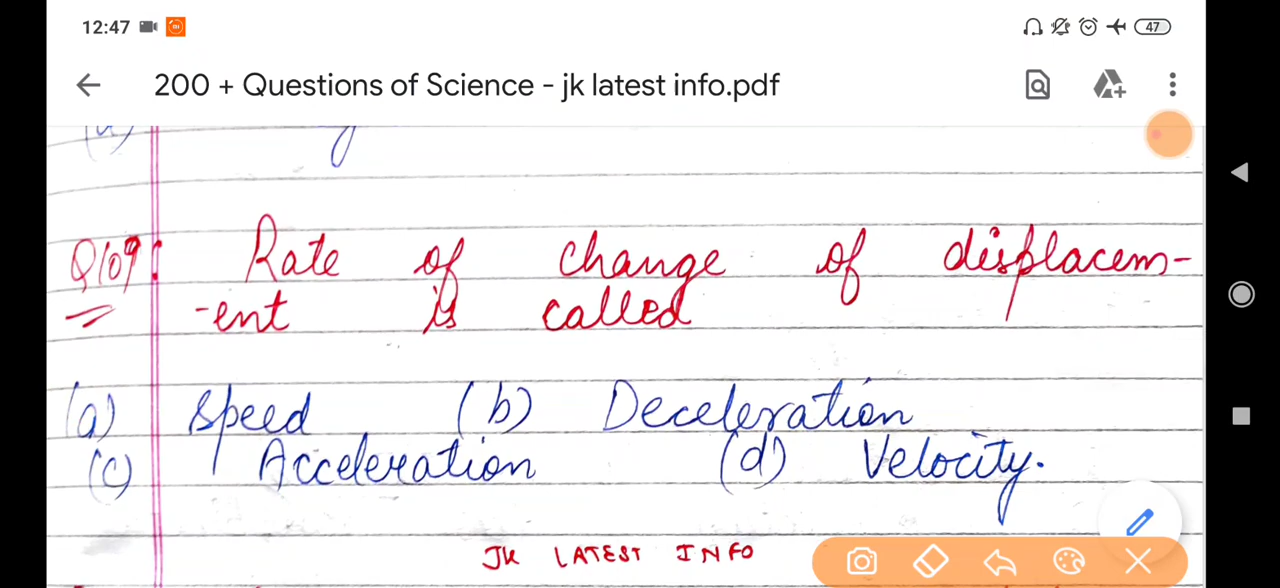 12:47
47
200 + Questions of Science - jk latest info.pdf
Q109: Rate of change of displacem-
-ent is called
(a) Speed (b) Deceleration
(c) Acceleration (d) Velocity.
JK LATEST INFO